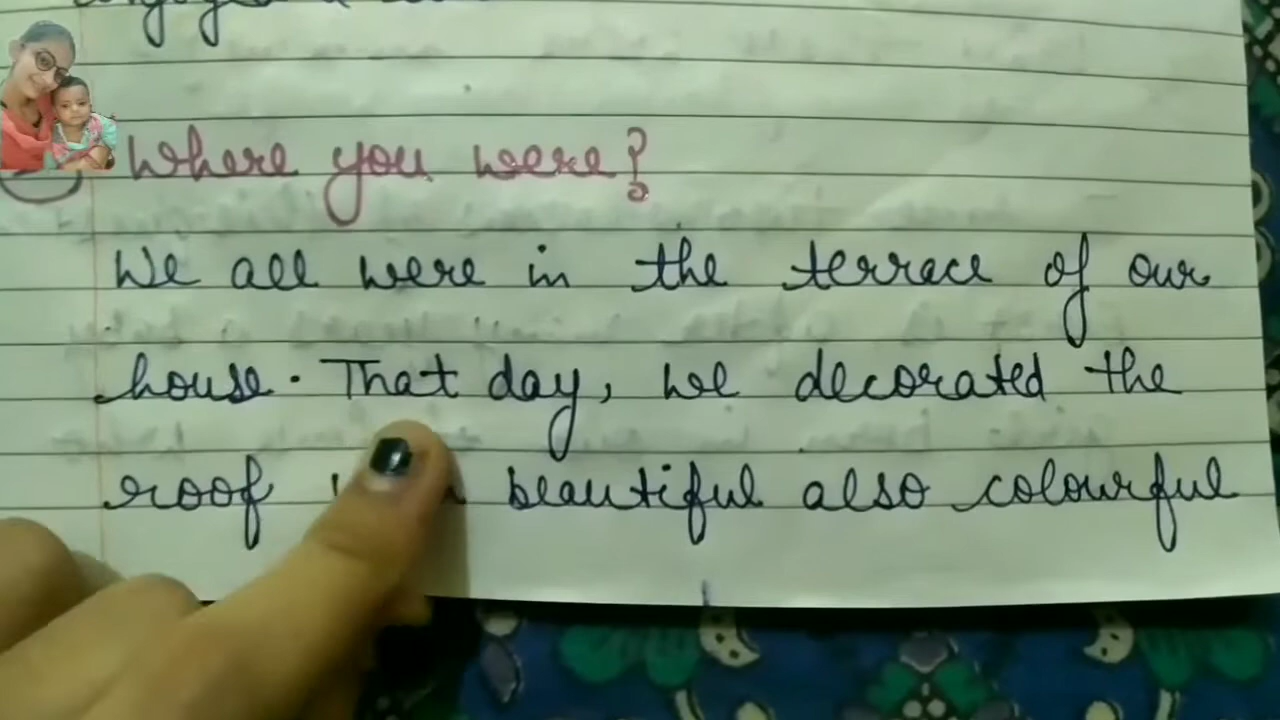 Where you were?
We all were in the terrace of our
house. That day, we decorated the
roof beautiful also colourful